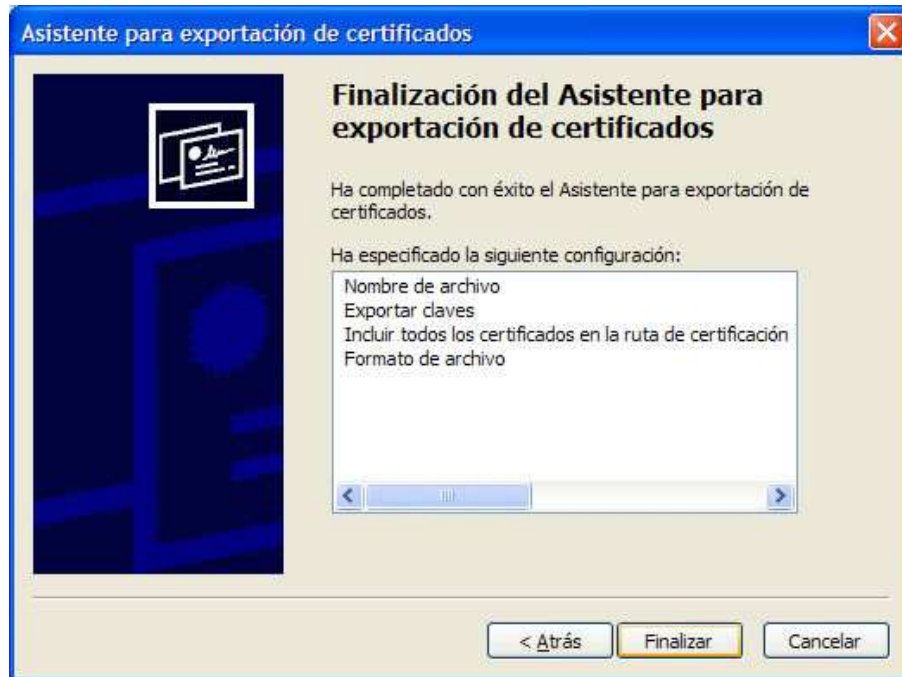 Asistente para exportación de certificados
Finalización del Asistente para
exportación de certificados
Ha completado con éxito el Asistente para exportación de
certificados.
Ha especificado la siguiente configuración:
Nombre de archivo
Exportar claves
Incluir todos los certificados en la ruta de certificación
Formato de archivo
< Atrás
Finalizar
Cancelar